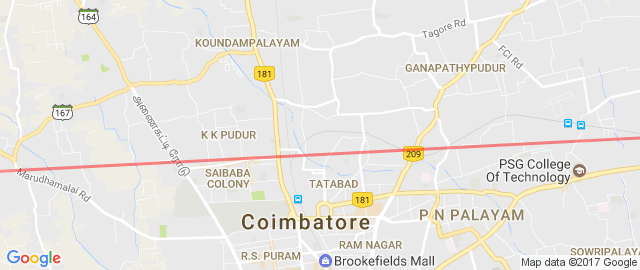 164
Tagore Rd
KOUNDAMPALAYAM
FCI Rd
181
GANAPATHYPUDUR
167
K K PUDUR
209
PSG College
Of Technology
Marudhamalai Rd
SAIBABA
COLONY
TATABAD
181
Coimbatore
P N PALAYAM
R.S. PURAM
RAM NAGAR
SOWRIPALAYA
Google
Brookefields Mall
Map data ©2017 Google